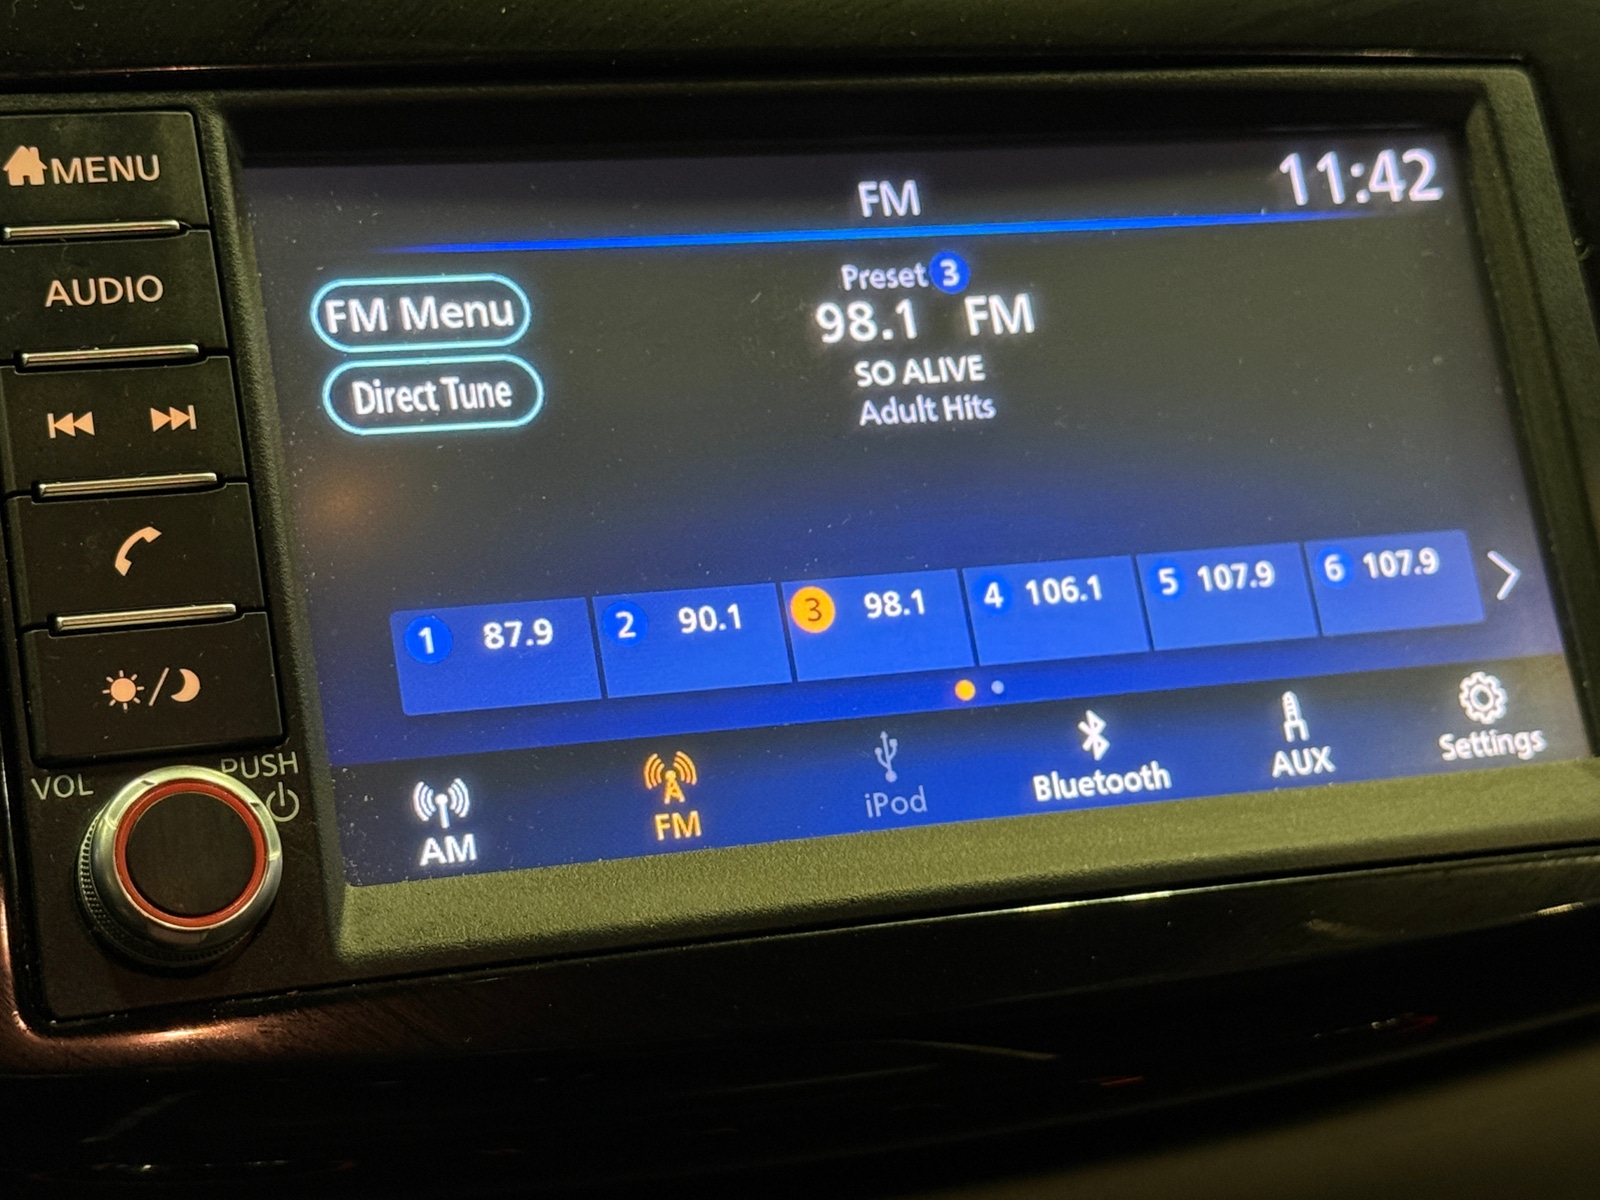 MENU
AUDIO
VOL
PUSH
FM
11:42
FM Menu
Direct Tune
Preset 3
98.1 FM
SO ALIVE
Adult Hits
1 87.9
2 90.1
3 98.1
4 106.1
5 107.9
6 107.9
AM
FM
iPod
Bluetooth
AUX
Settings